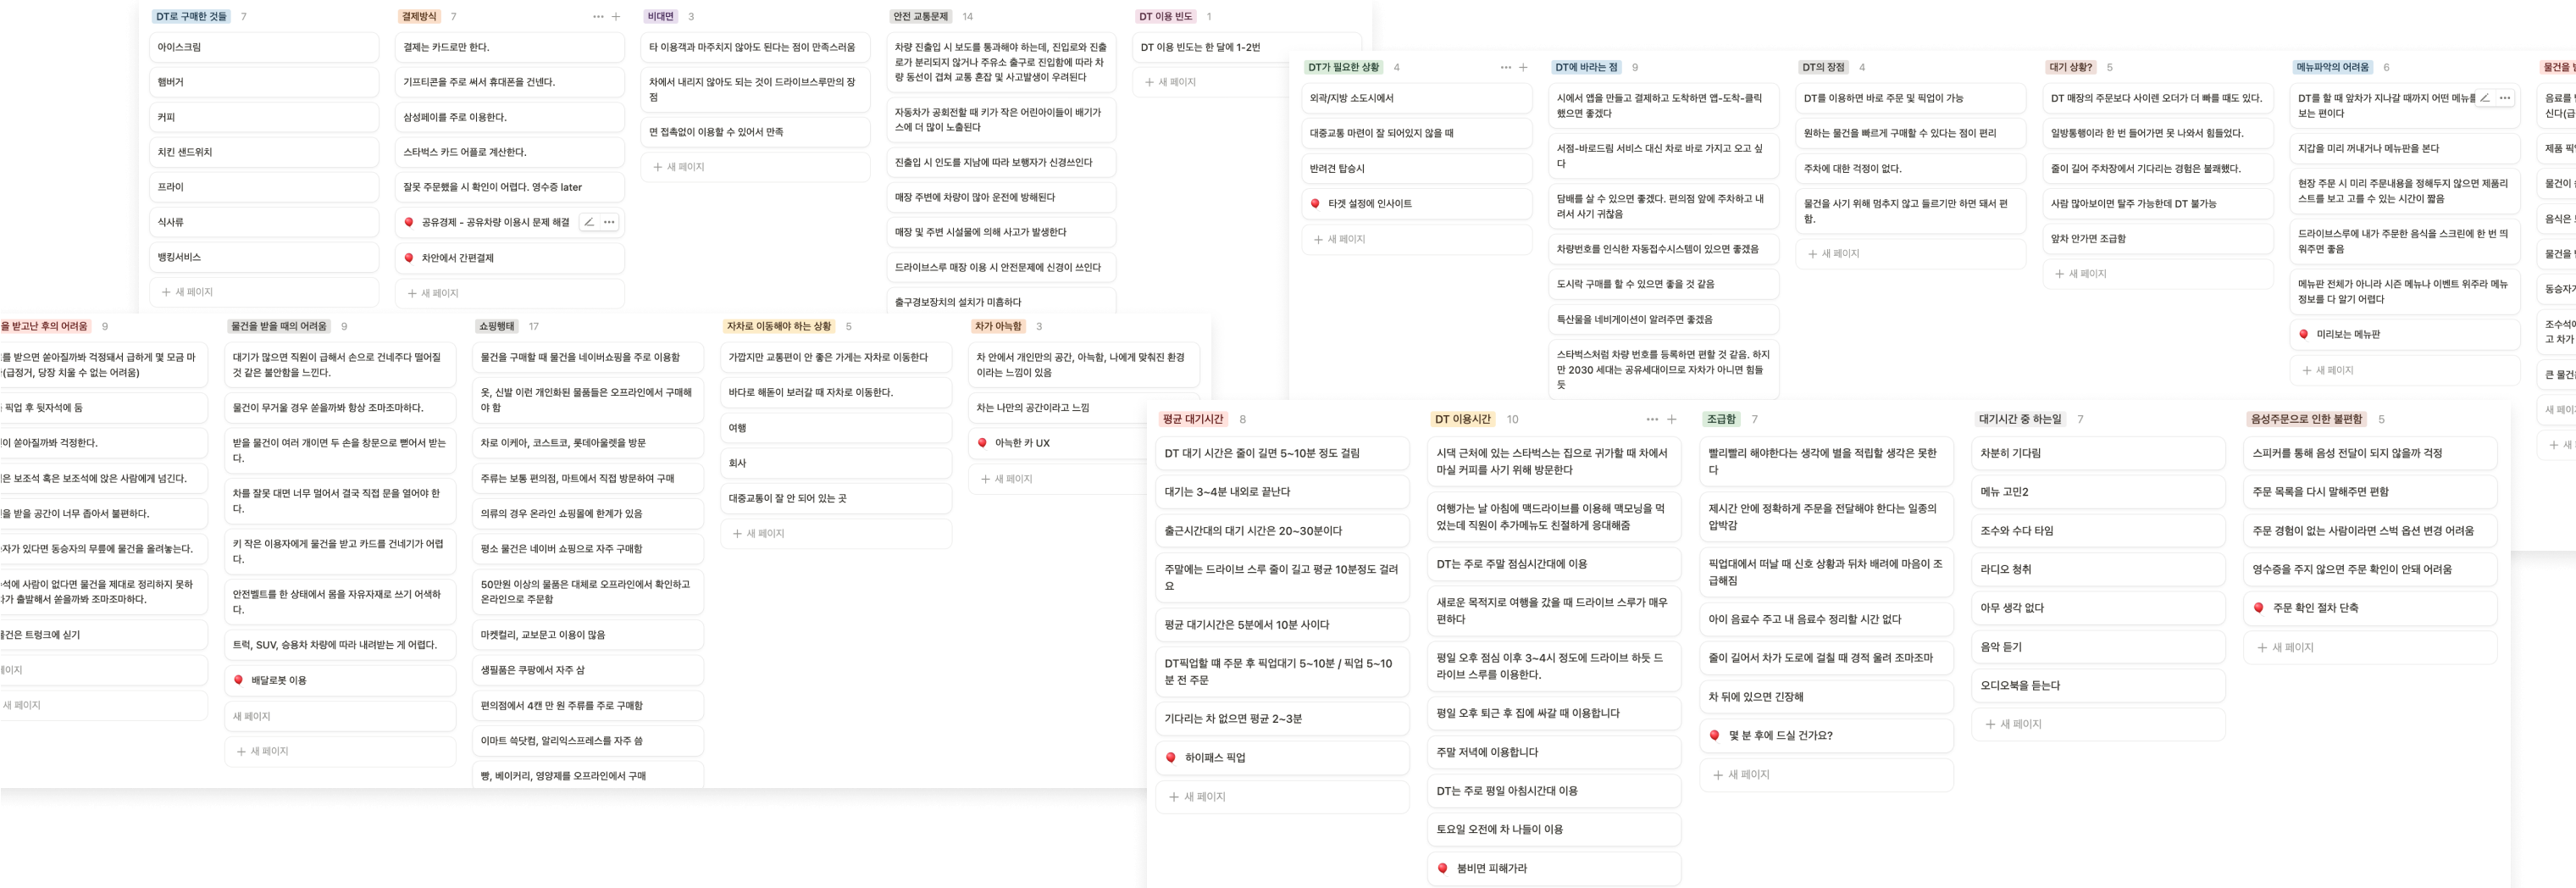 DT로 구매한 것들 7
아이스크림
햄버거
커피
치킨 샌드위치
프라이
식사류
뱅킹서비스
+ 새 페이지
결제방식 7
결제는 카드로만 한다.
기프티콘을 주로 써서 휴대폰을 건넨다.
삼성페이를 주로 이용한다.
스타벅스 카드 어플로 계산한다.
잘못 주문했을 시 확인이 어렵다. 영수증 later
공유경제 - 공유차량 이용시 문제 해결
차안에서 간편결제
+ 새 페이지
비대면 3
타 이용객과 마주치지 않아도 된다는 점이 만족스러움
차에서 내리지 않아도 되는 것이 드라이브스루만의 장
점
면 접촉없이 이용할 수 있어서 만족
+ 새 페이지
안전 교통문제 14
차량 진출입 시 보도를 통과해야 하는데, 진입로와 진출
로가 분리되지 않거나 주유소 출구로 진입함에 따라 차
량 동선이 겹쳐 교통 혼잡 및 사고발생이 우려된다
자동차가 공회전할 때 키가 작은 어린아이들이 배기가
스에 더 많이 노출된다
진출입 시 인도를 지남에 따라 보행자가 신경쓰인다
매장 주변에 차량이 많아 운전에 방해된다
매장 및 주변 시설물에 의해 사고가 발생한다
드라이브스루 매장 이용 시 안전문제에 신경이 쓰인다
출구경보장치의 설치가 미흡하다
DT 이용 빈도 1
DT 이용 빈도는 한 달에 1-2번
+ 새 페이지
DT가 필요한 상황 4
외곽/지방 소도시에서
대중교통 마련이 잘 되어있지 않을 때
반려견 탑승시
타겟 설정에 인사이트
+ 새 페이지
DT에 바라는 점 9
시에서 앱을 만들고 결제하고 도착하면 앱-도착-클릭
했으면 좋겠다
서점-바로드림 서비스 대신 차로 바로 가지고 오고 싶
다
담배를 살 수 있으면 좋겠다. 편의점 앞에 주차하고 내
려서 사기 귀찮음
차량번호를 인식한 자동접수시스템이 있으면 좋겠음
도시락 구매를 할 수 있으면 좋을 것 같음
특산물을 네비게이션이 알려주면 좋겠음
스타벅스처럼 차량 번호를 등록하면 편할 것 같음. 하지
만 2030 세대는 공유세대이므로 자차가 아니면 힘들
듯
DT의 장점 4
DT를 이용하면 바로 주문 및 픽업이 가능
원하는 물건을 빠르게 구매할 수 있다는 점이 편리
주차에 대한 걱정이 없다.
물건을 사기 위해 멈추지 않고 들르기만 하면 돼서 편
함.
+ 새 페이지
대기 상황? 5
DT 매장의 주문보다 사이렌 오더가 더 빠를 때도 있다.
일방통행이라 한 번 들어가면 못 나와서 힘들었다.
줄이 길어 주차장에서 기다리는 경험은 불쾌했다.
사람 많아보이면 탈주 가능한데 DT 불가능
앞차 안가면 조급함
+ 새 페이지
메뉴파악의 어려움 6
DT를 할 때 앞차가 지나갈 때까지 어떤 메뉴를
보는 편이다
지갑을 미리 꺼내거나 메뉴판을 본다
현장 주문 시 미리 주문내용을 정해두지 않으면 제품리
스트를 보고 고를 수 있는 시간이 짧음
드라이브스루에 내가 주문한 음식을 스크린에 한 번 띄
워주면 좋음
메뉴판 전체가 아니라 시즌 메뉴나 이벤트 위주라 메뉴
정보를 다 알기 어렵다
미리보는 메뉴판
+ 새 페이지
물건을
음료를
신다(급
제품 픽
물건이
음식은
물건을
동승자가
조수석에
고 차가
큰 물건
새 페이
+ 새
을 받고난 후의 어려움 9
를 받으면 쏟아질까봐 걱정돼서 급하게 몇 모금 마
(급정거, 당장 치울 수 없는 어려움)
픽업 후 뒷자석에 둠
이 쏟아질까봐 걱정한다.
은 보조석 혹은 보조석에 앉은 사람에게 넘긴다.
을 받을 공간이 너무 좁아서 불편하다.
자가 있다면 동승자의 무릎에 물건을 올려놓는다.
석에 사람이 없다면 물건을 제대로 정리하지 못하
가 출발해서 쏟을까봐 조마조마하다.
건은 트렁크에 싣기
페이지
새 페이지
물건을 받을 때의 어려움 9
대기가 많으면 직원이 급해서 손으로 건네주다 떨어질
것 같은 불안함을 느낀다.
물건이 무거울 경우 쏟을까봐 항상 조마조마하다.
받을 물건이 여러 개이면 두 손을 창문으로 뻗어서 받는
다.
차를 잘못 대면 너무 멀어서 결국 직접 문을 열어야 한
다.
키 작은 이용자에게 물건을 받고 카드를 건네기가 어렵
다.
안전벨트를 한 상태에서 몸을 자유자재로 쓰기 어색하
다.
트럭, SUV, 승용차 차량에 따라 내려받는 게 어렵다.
배달로봇 이용
새 페이지
+ 새 페이지
쇼핑행태 17
물건을 구매할 때 물건을 네이버쇼핑을 주로 이용함
옷, 신발 이런 개인화된 물품들은 오프라인에서 구매해
야 함
차로 이케아, 코스트코, 롯데아울렛을 방문
주류는 보통 편의점, 마트에서 직접 방문하여 구매
의류의 경우 온라인 쇼핑몰에 한계가 있음
평소 물건은 네이버 쇼핑으로 자주 구매함
50만원 이상의 물품은 대체로 오프라인에서 확인하고
온라인으로 주문함
마켓컬리, 교보문고 이용이 많음
생필품은 쿠팡에서 자주 삼
편의점에서 4캔 만 원 주류를 주로 구매함
이마트 쓱닷컴, 알리익스프레스를 자주 씀
빵, 베이커리, 영양제를 오프라인에서 구매
자차로 이동해야 하는 상황 5
가깝지만 교통편이 안 좋은 가게는 자차로 이동한다
바다로 해돋이 보러갈 때 자차로 이동한다.
여행
회사
대중교통이 잘 안 되어 있는 곳
+ 새 페이지
차가 아늑함 3
차 안에서 개인만의 공간, 아늑함, 나에게 맞춰진 환경
이라는 느낌이 있음
차는 나만의 공간이라고 느낌
아늑한 카 UX
+ 새 페이지
평균 대기시간 8
DT 대기 시간은 줄이 길면 5~10분 정도 걸림
대기는 3~4분 내외로 끝난다
출근시간대의 대기 시간은 20~30분이다
주말에는 드라이브 스루 줄이 길고 평균 10분정도 걸려
요
평균 대기시간은 5분에서 10분 사이다
DT픽업할 때 주문 후 픽업대기 5~10분 / 픽업 5~10
분 전 주문
기다리는 차 없으면 평균 2~3분
하이패스 픽업
+ 새 페이지
DT 이용시간 10
시댁 근처에 있는 스타벅스는 집으로 귀가할 때 차에서
마실 커피를 사기 위해 방문한다
여행가는 날 아침에 맥드라이브를 이용해 맥모닝을 먹
었는데 직원이 추가메뉴도 친절하게 응대해줌
DT는 주로 주말 점심시간대에 이용
새로운 목적지로 여행을 갔을 때 드라이브 스루가 매우
편하다
평일 오후 점심 이후 3~4시 정도에 드라이브 하듯 드
라이브 스루를 이용한다.
평일 오후 퇴근 후 집에 싸갈 때 이용합니다
주말 저녁에 이용합니다
DT는 주로 평일 아침시간대 이용
토요일 오전에 차 나들이 이용
붐비면 피해가라
조급함 7
빨리빨리 해야한다는 생각에 별을 적립할 생각은 못한
다
제시간 안에 정확하게 주문을 전달해야 한다는 일종의
압박감
픽업대에서 떠날 때 신호 상황과 뒤차 배려에 마음이 조
급해짐
아이 음료수 주고 내 음료수 정리할 시간 없다
줄이 길어서 차가 도로에 걸칠 때 경적 울려 조마조마
차 뒤에 있으면 긴장해
몇 분 후에 드실 건가요?
+ 새 페이지
대기시간 중 하는일 7
차분히 기다림
메뉴 고민2
조수와 수다 타임
라디오 청취
아무 생각 없다
음악 듣기
오디오북을 듣는다
+ 새 페이지
음성주문으로 인한 불편함 5
스피커를 통해 음성 전달이 되지 않을까 걱정
주문 목록을 다시 말해주면 편함
주문 경험이 없는 사람이라면 스벅 옵션 변경 어려움
영수증을 주지 않으면 주문 확인이 안돼 어려움
주문 확인 절차 단축
+ 새 페이지